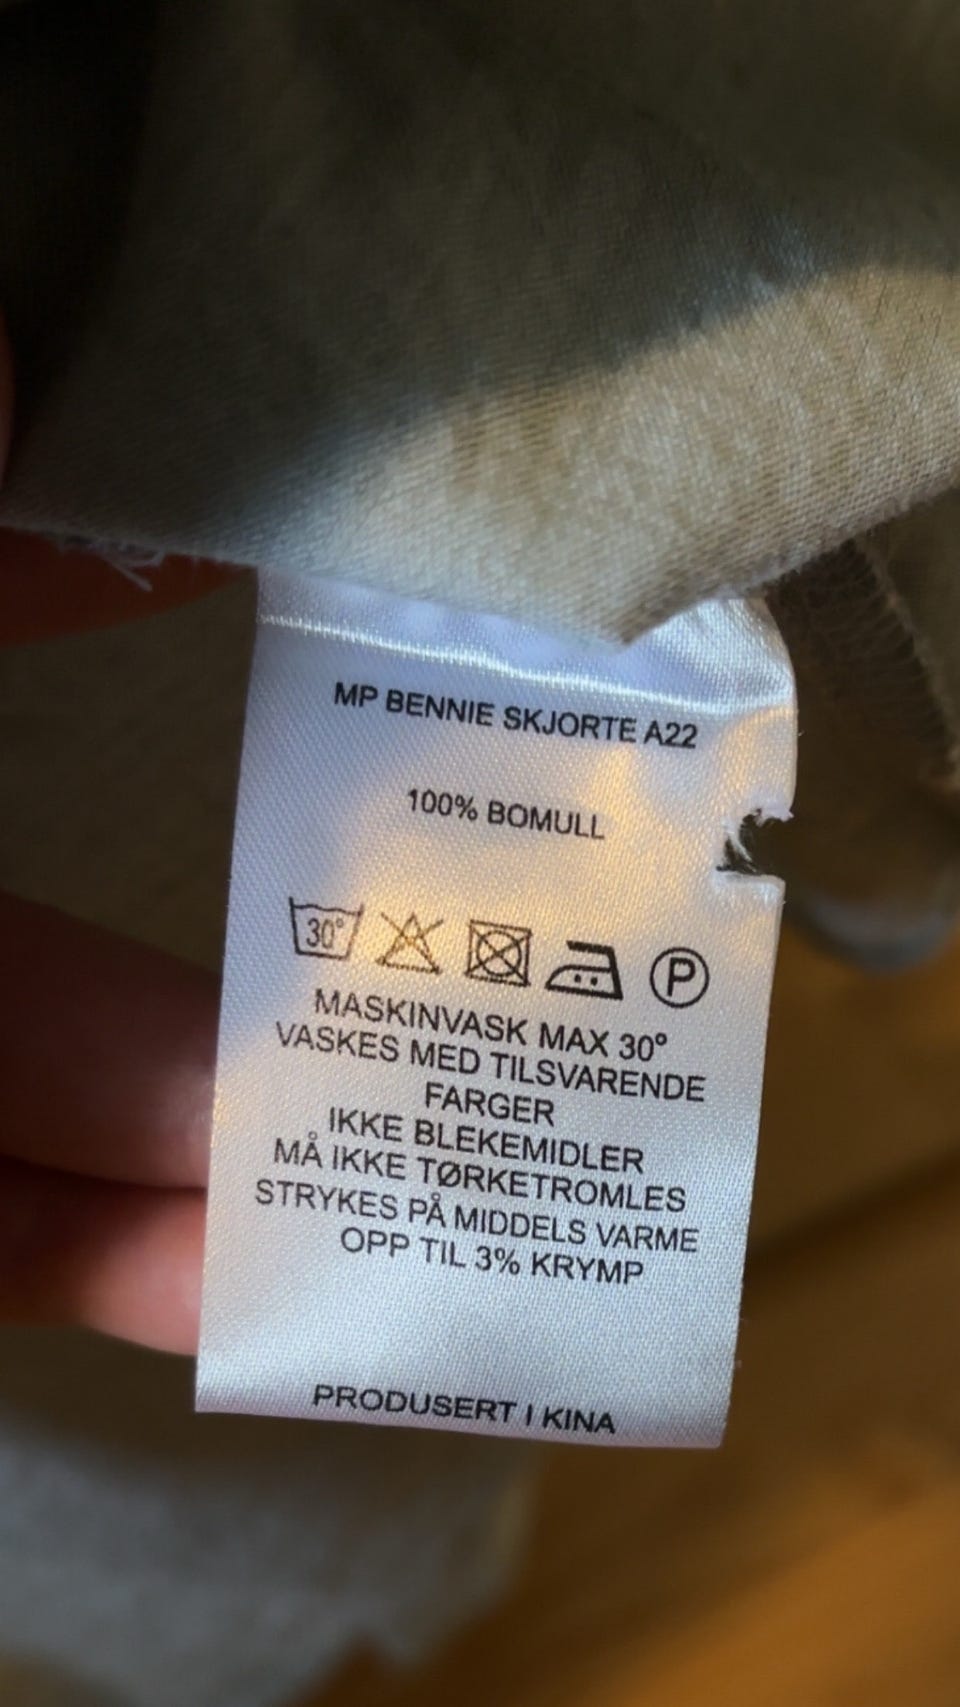 MP BENNIE SKJORTE A22
100% BOMULL
30° P
MASKINVASK MAX 30°
VASKES MED TILSVARENDE
FARGER
IKKE BLEKEMIDLER
MÅ IKKE TØRKETROMLES
STRYKES PÅ MIDDELS VARME
OPP TIL 3% KRYMP
PRODUSERT I KINA